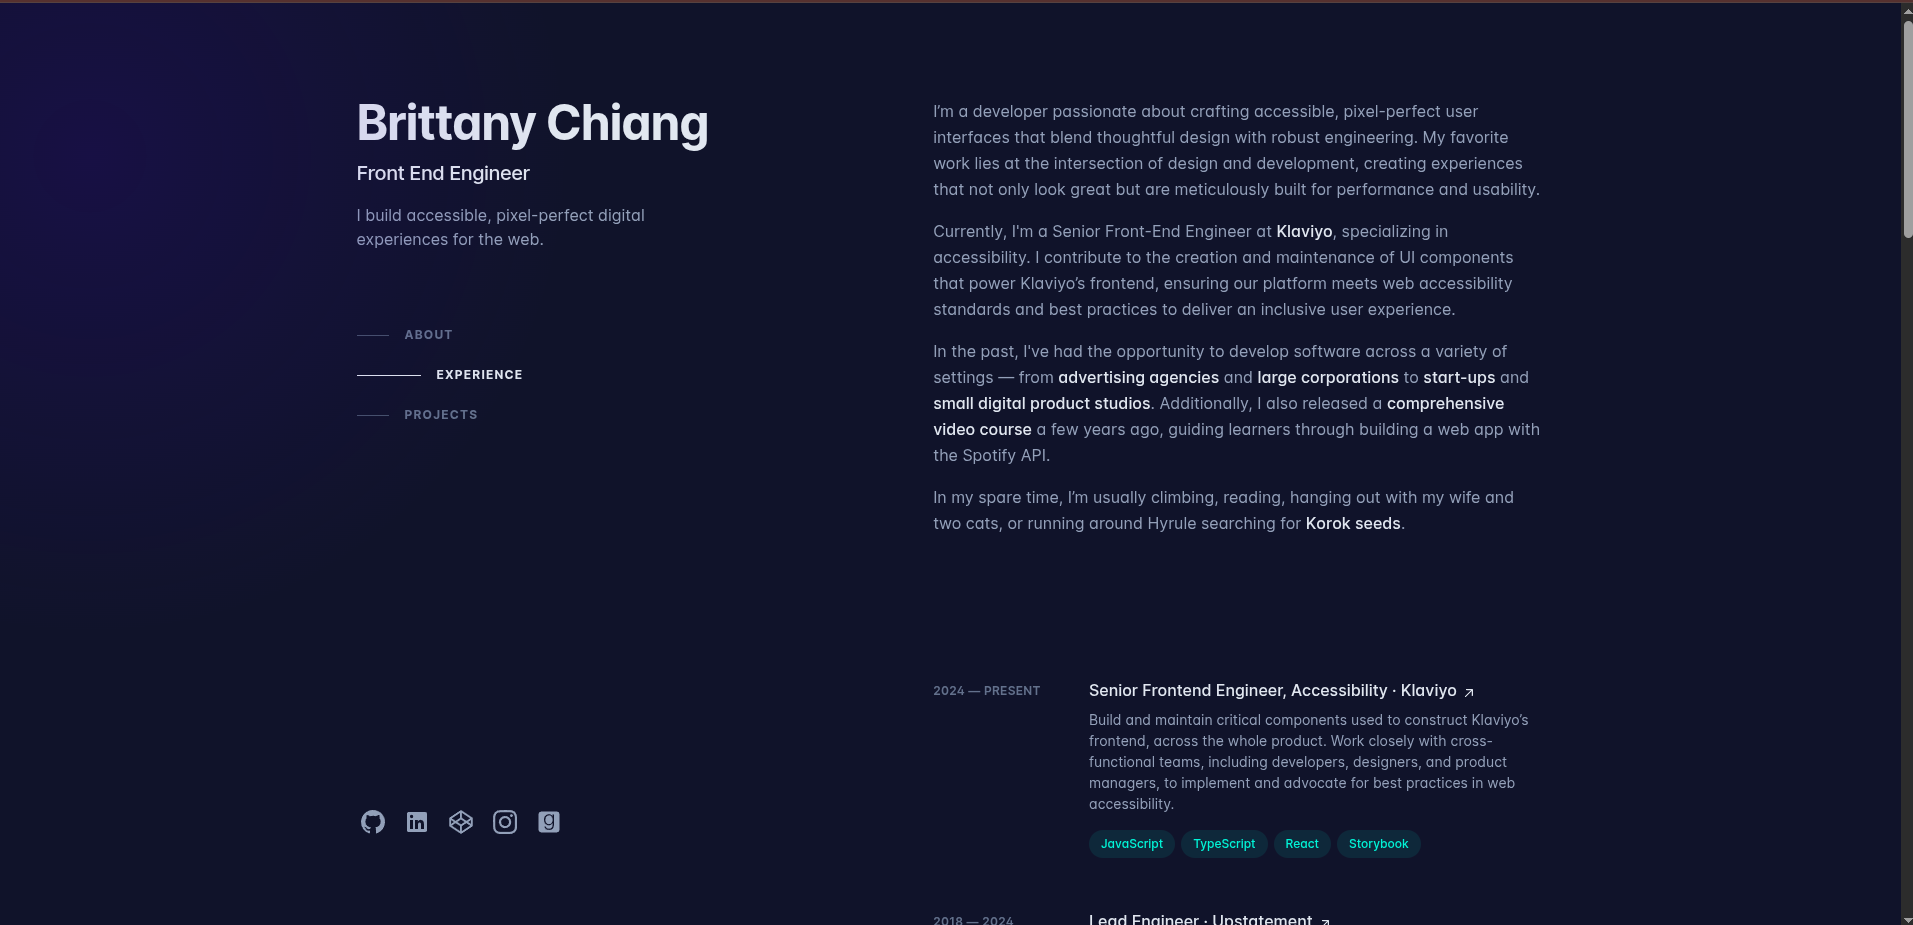 Brittany Chiang
Front End Engineer
I build accessible, pixel-perfect digital
experiences for the web.
ABOUT
EXPERIENCE
PROJECTS
I’m a developer passionate about crafting accessible, pixel-perfect user
interfaces that blend thoughtful design with robust engineering. My favorite
work lies at the intersection of design and development, creating experiences
that not only look great but are meticulously built for performance and usability.
Currently, I'm a Senior Front-End Engineer at Klaviyo, specializing in
accessibility. I contribute to the creation and maintenance of UI components
that power Klaviyo’s frontend, ensuring our platform meets web accessibility
standards and best practices to deliver an inclusive user experience.
In the past, I've had the opportunity to develop software across a variety of
settings — from advertising agencies and large corporations to start-ups and
small digital product studios. Additionally, I also released a comprehensive
video course a few years ago, guiding learners through building a web app with
the Spotify API.
In my spare time, I’m usually climbing, reading, hanging out with my wife and
two cats, or running around Hyrule searching for Korok seeds.
2024 — PRESENT
Senior Frontend Engineer, Accessibility · Klaviyo
Build and maintain critical components used to construct Klaviyo’s
frontend, across the whole product. Work closely with cross-
functional teams, including developers, designers, and product
managers, to implement and advocate for best practices in web
accessibility.
JavaScript TypeScript React Storybook
2018 — 2024
Lead Engineer · Upstatement